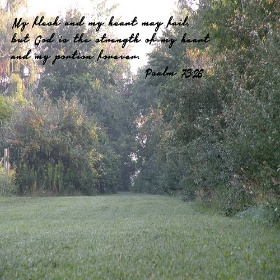 My flesh and my heart may fail,
but God is the strength of my heart
and my portion forever.
Psalm 73:26